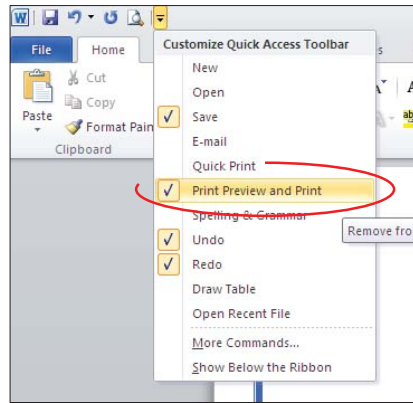 W
Customize Quick Access Toolbar
File
Home
New
Open
Save
E-mail
Quick Print
Print Preview and Print
Spelling & Grammar
Undo
Redo
Draw Table
Open Recent File
More Commands...
Show Below the Ribbon
Cut
Copy
Paste
Format Pain
Clipboard
s
A
A
ab
Remove fro